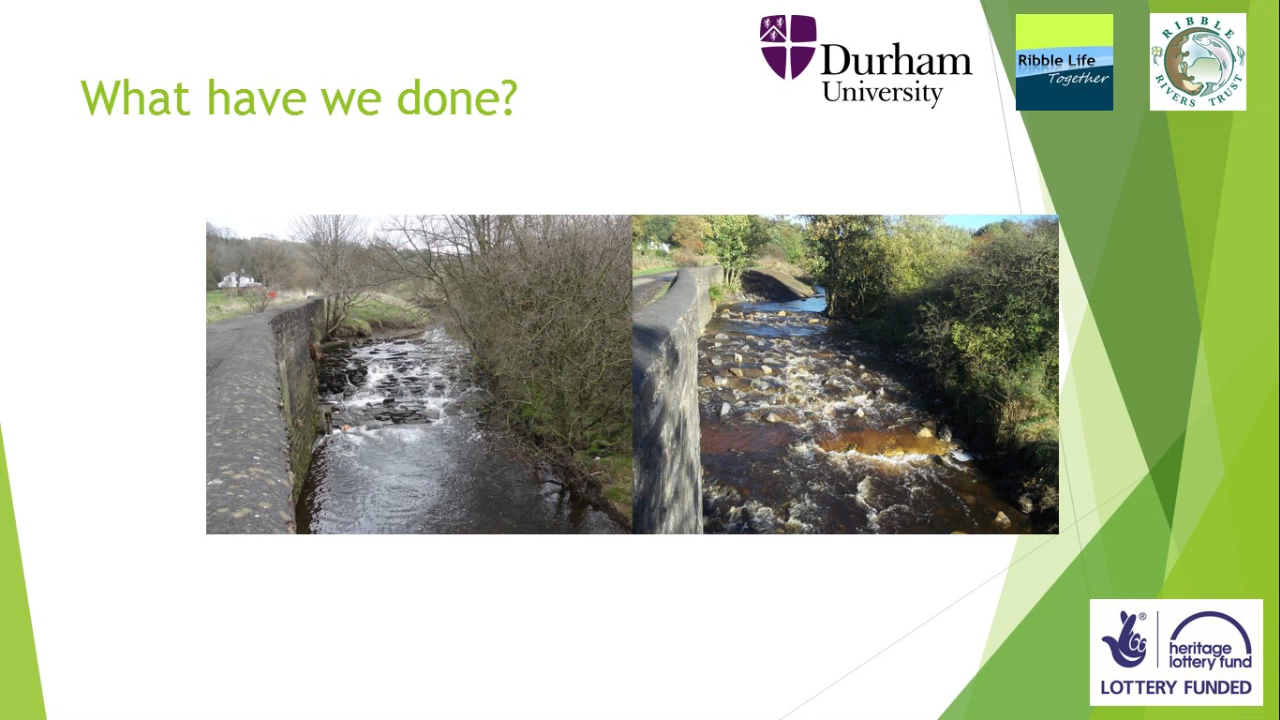 What have we done?
Durham
University
Ribble Life
Together
RIBBLE
RIVERS TRUST
®
heritage
lottery fund
LOTTERY FUNDED